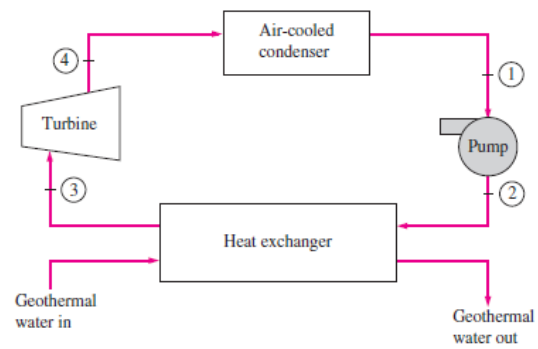 Air-cooled
condenser
4
1
Turbine
Pump
3
2
Heat exchanger
Geothermal
water in
Geothermal
water out